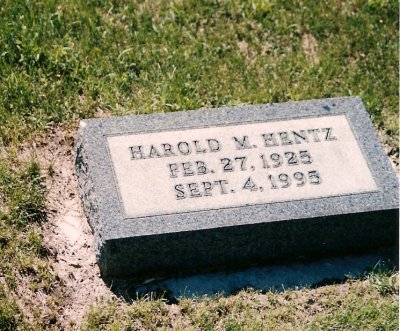 HAROLD M. HENTZ
FEB. 27, 1925
SEPT. 4, 1995